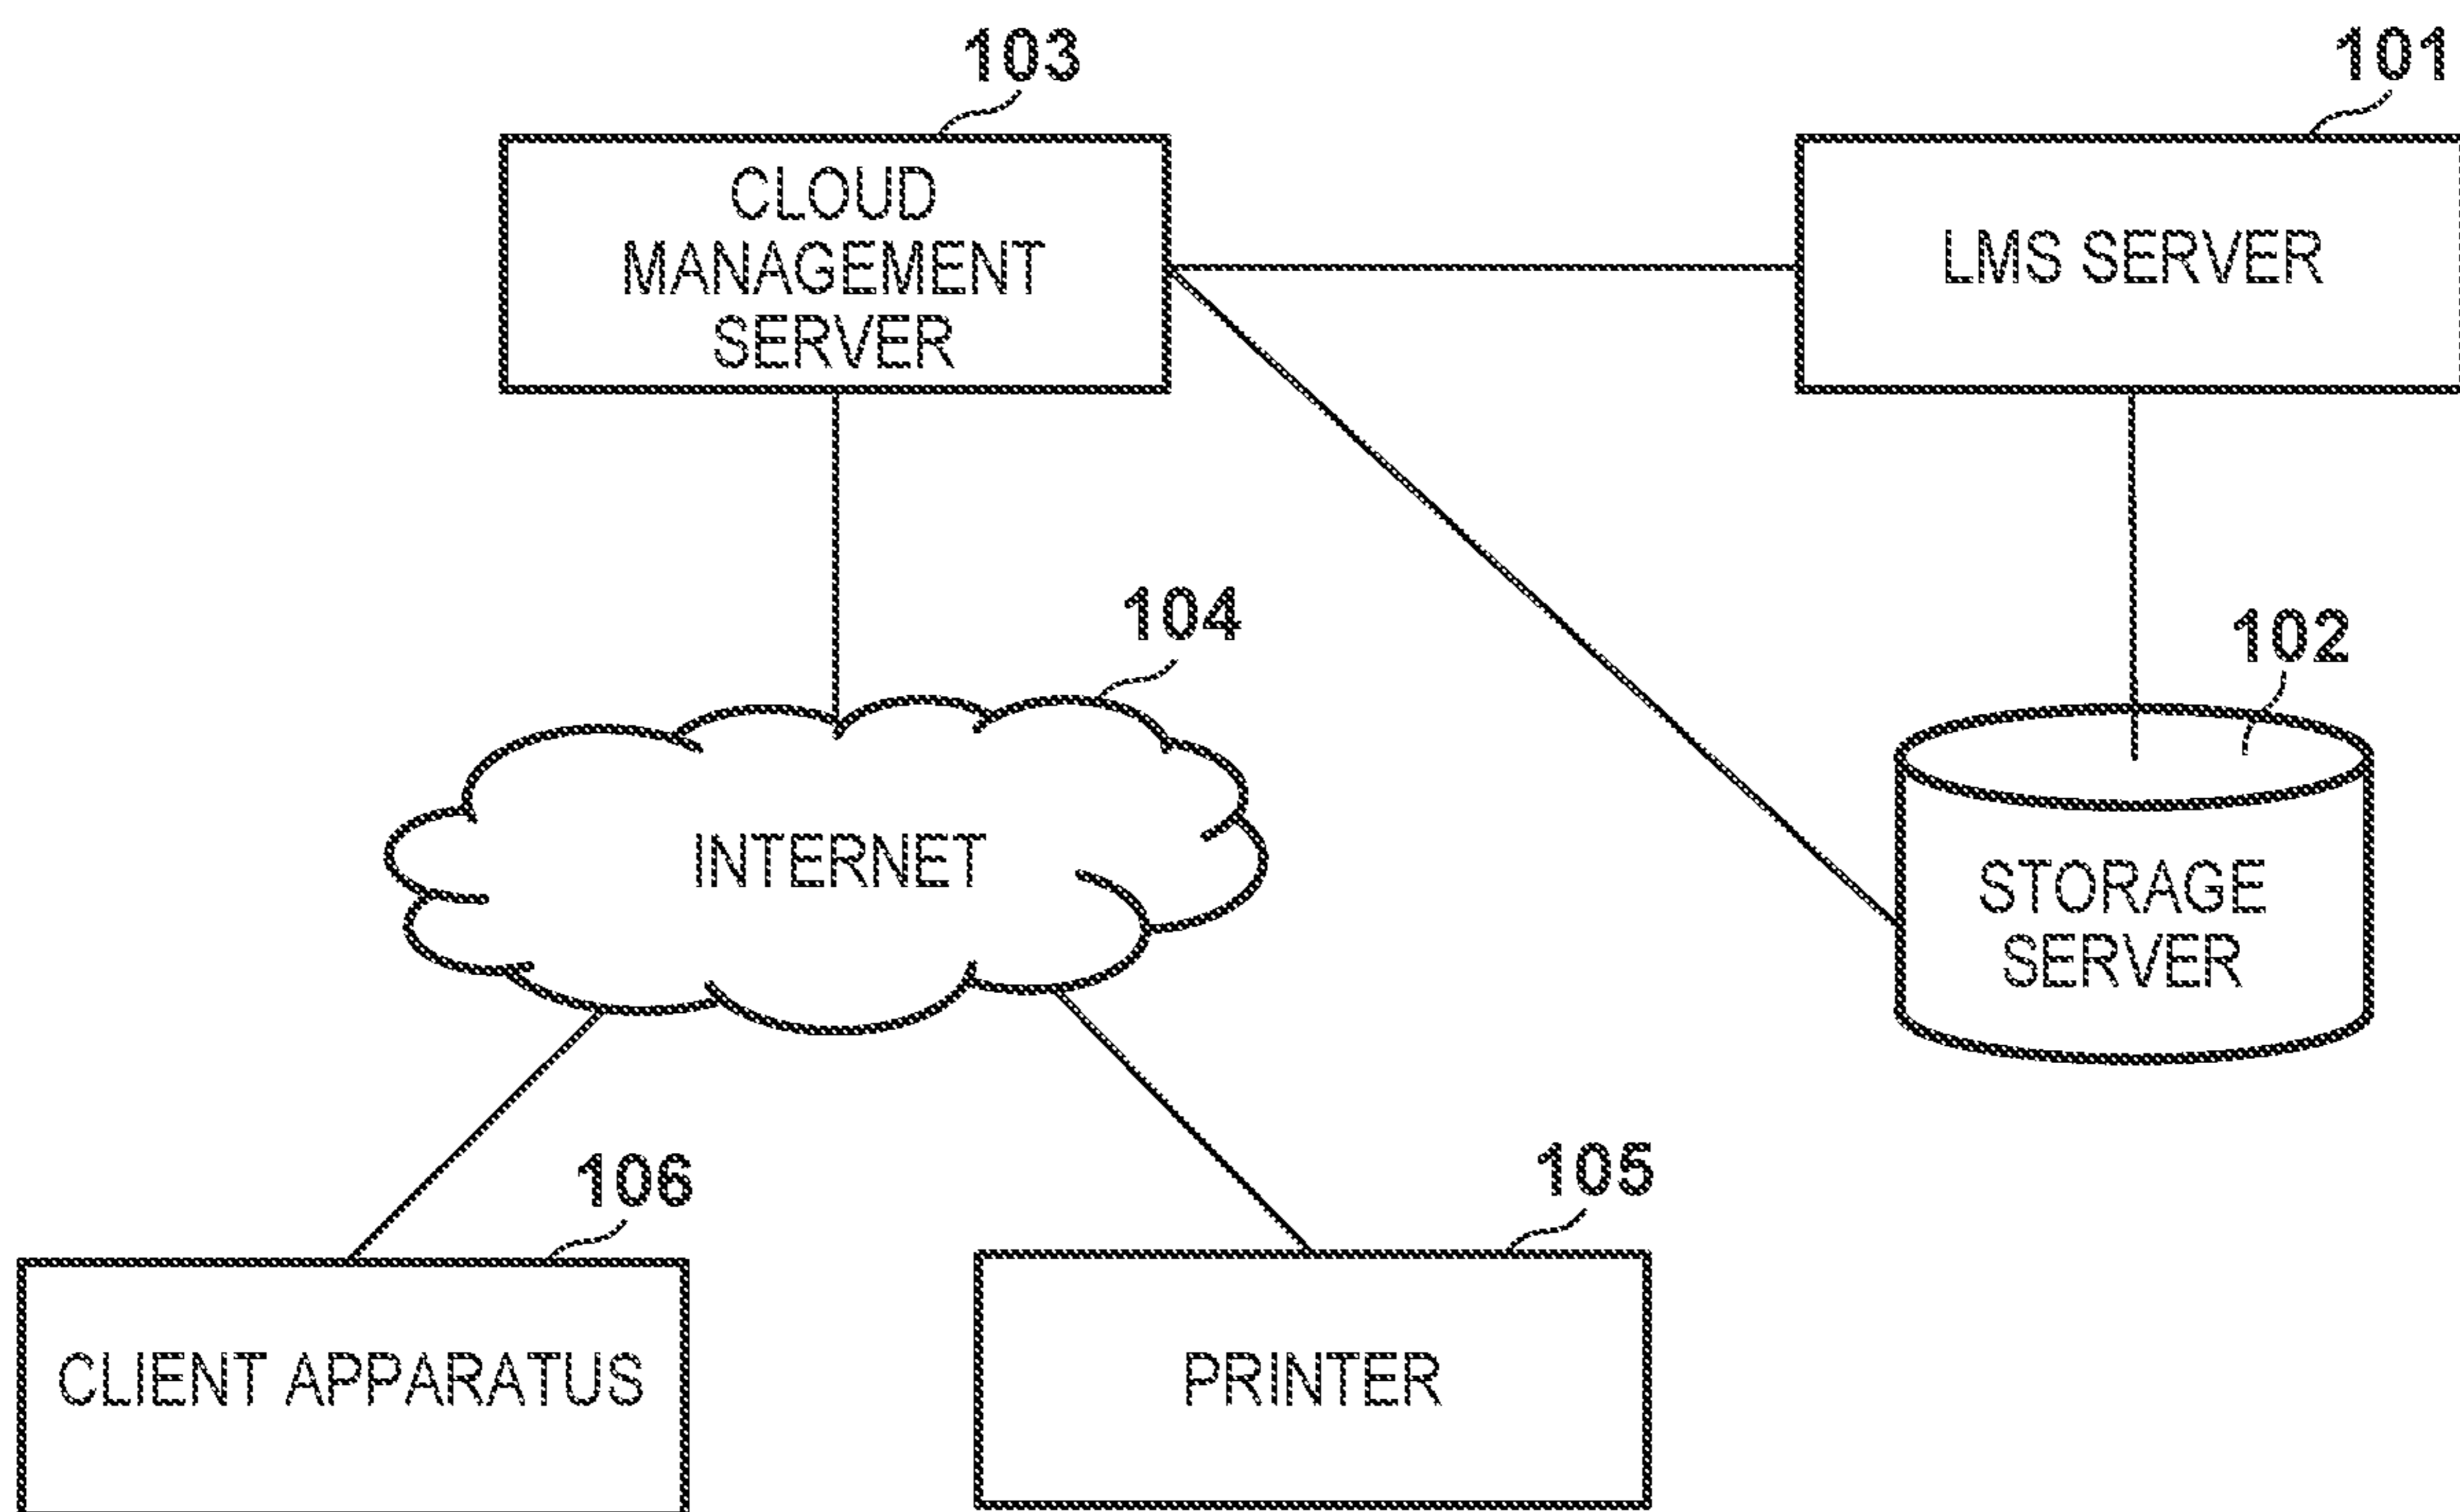 103
101
CLOUD
MANAGEMENT
SERVER
LMS SERVER
104
102
INTERNET
STORAGE
SERVER
106
105
CLIENT APPARATUS
PRINTER